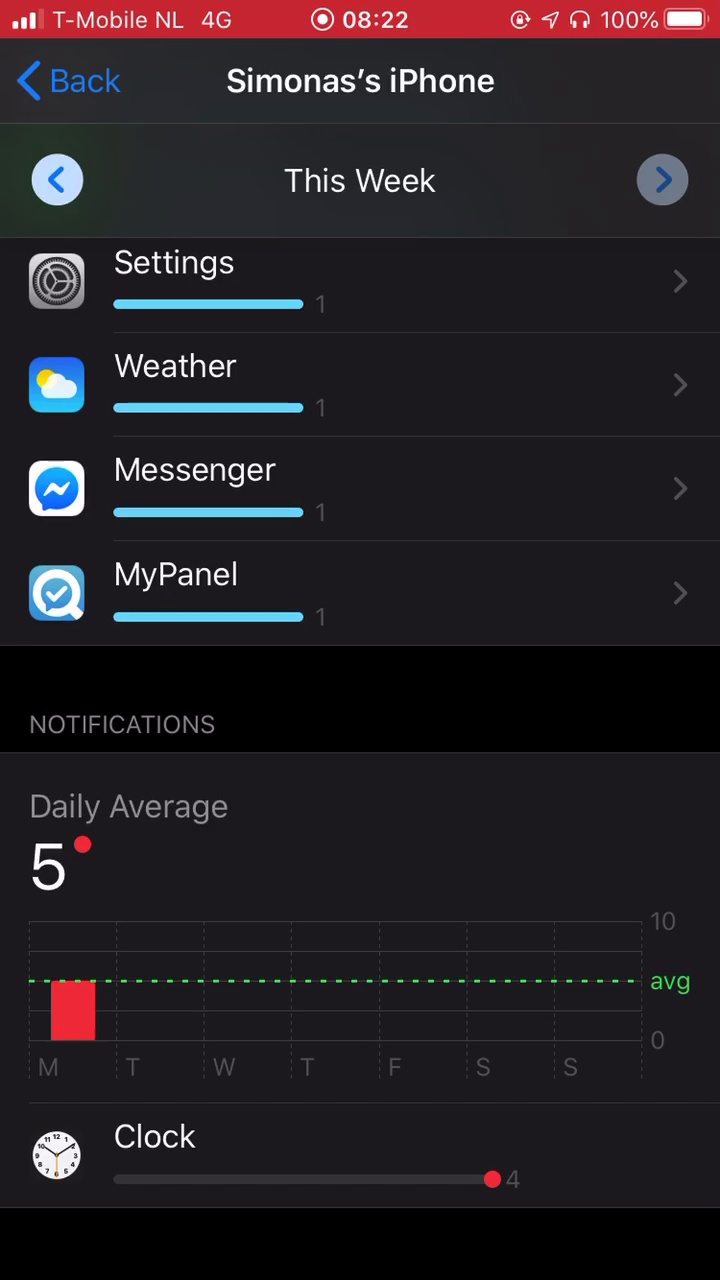 T-Mobile NL 4G 08:22 100%
Back Simonas's iPhone
This Week
Settings
1
Weather
1
Messenger
1
MyPanel
1
NOTIFICATIONS
Daily Average
5
10
avg
0
M T W T F S S
Clock
4